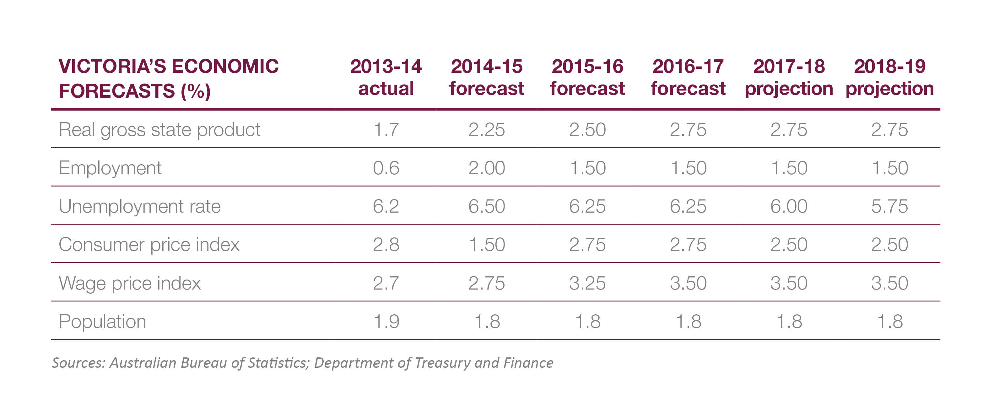 VICTORIA’S ECONOMIC FORECASTS (%) 2013-14 actual 2014-15 forecast 2015-16 forecast 2016-17 forecast 2017-18 projection 2018-19 projection
Real gross state product 1.7 2.25 2.50 2.75 2.75 2.75
Employment 0.6 2.00 1.50 1.50 1.50 1.50
Unemployment rate 6.2 6.50 6.25 6.25 6.00 5.75
Consumer price index 2.8 1.50 2.75 2.75 2.50 2.50
Wage price index 2.7 2.75 3.25 3.50 3.50 3.50
Population 1.9 1.8 1.8 1.8 1.8 1.8
Sources: Australian Bureau of Statistics; Department of Treasury and Finance